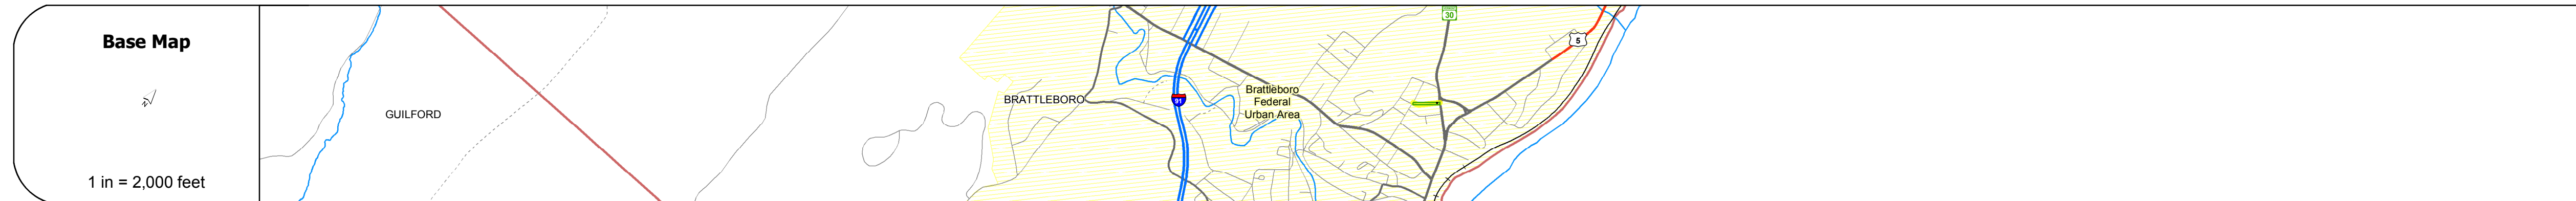 Base Map
N
1 in = 2,000 feet
GUILFORD
BRATTLEBORO
91
Brattleboro
Federal
Urban Area
30
5